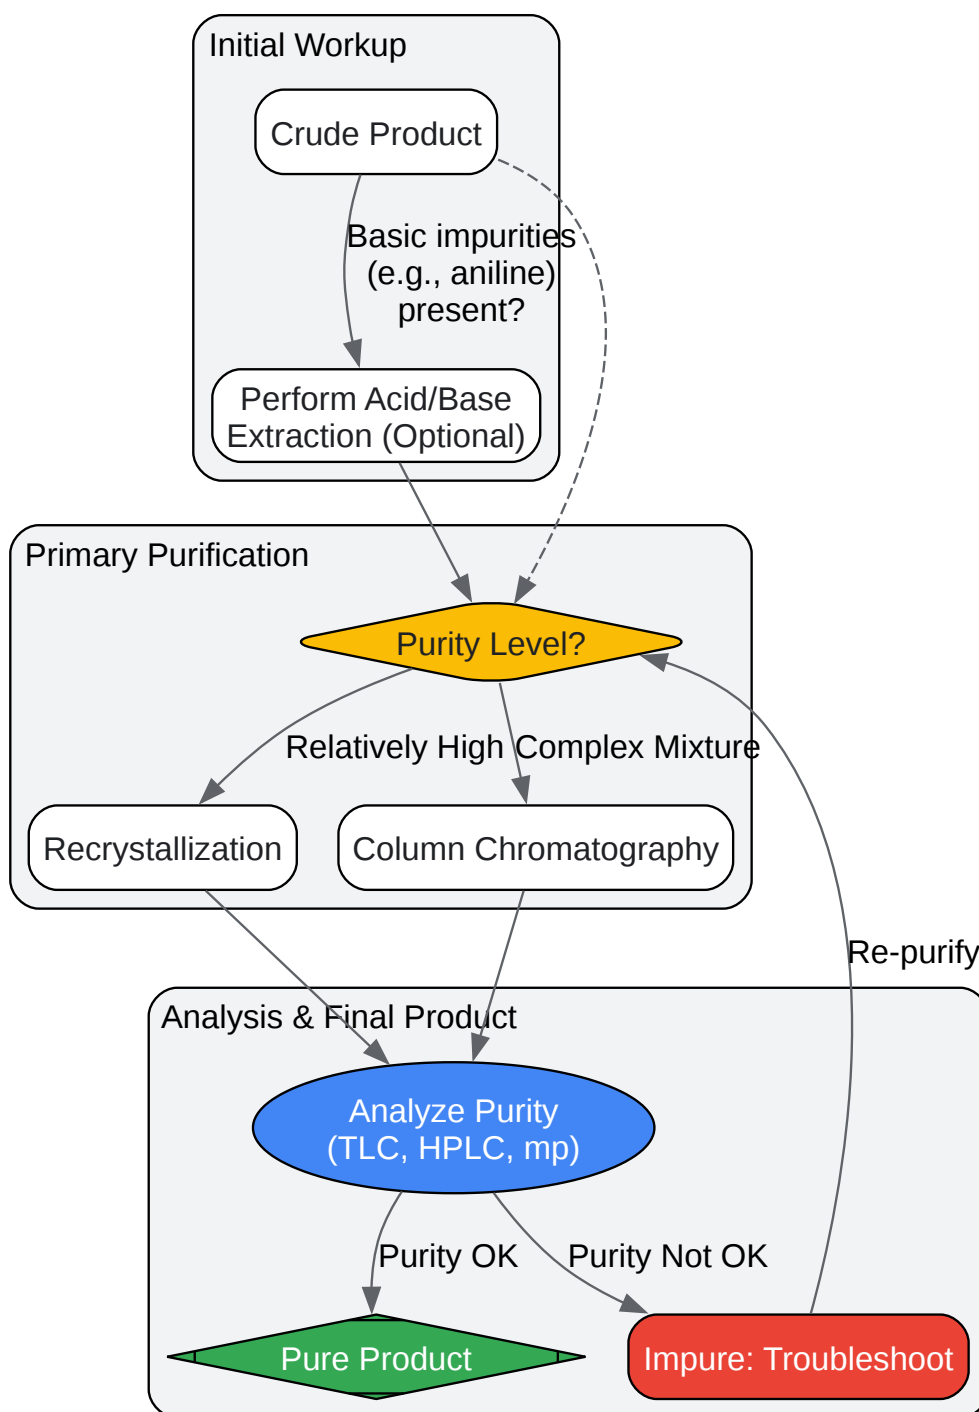 Initial Workup
Crude Product
Basic impurities
(e.g., aniline)
present?
Perform Acid/Base
Extraction (Optional)
Primary Purification
Purity Level?
Relatively High
Complex Mixture
Recrystallization
Column Chromatography
Re-purify
Analysis & Final Product
Analyze Purity
(TLC, HPLC, mp)
Purity OK
Purity Not OK
Pure Product
Impure: Troubleshoot